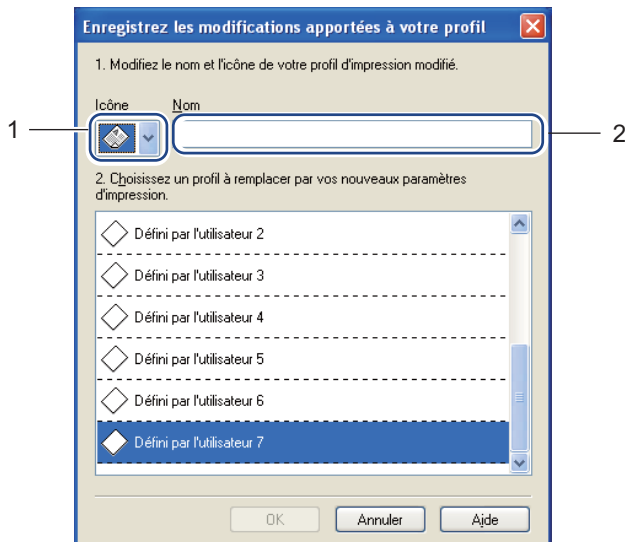 Enregistrez les modifications apportées à votre profil
1. Modifiez le nom et l'icône de votre profil d'impression modifié.
Icône Nom
1
2
2. Choisissez un profil à remplacer par vos nouveaux paramètres
d'impression.
Défini par l'utilisateur 2
Défini par l'utilisateur 3
Défini par l'utilisateur 4
Défini par l'utilisateur 5
Défini par l'utilisateur 6
Défini par l'utilisateur 7
OK Annuler Aide